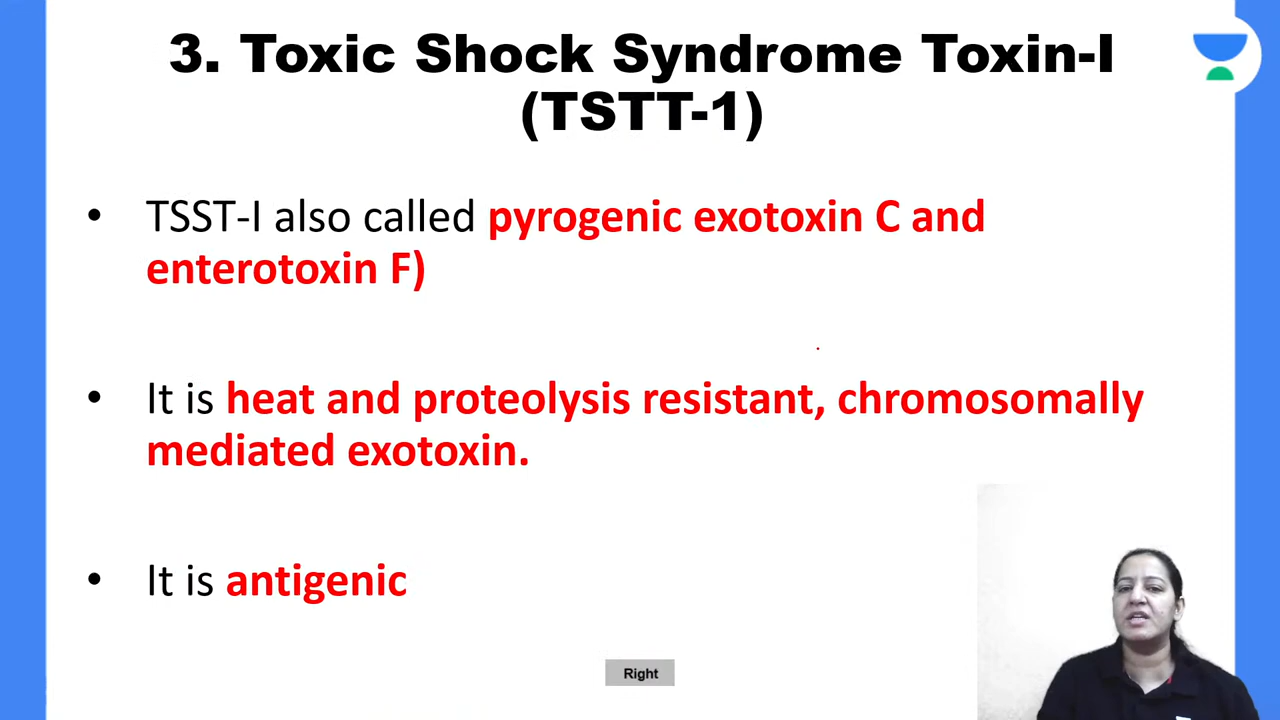 3. Toxic Shock Syndrome Toxin-I
(TSTT-1)
• TSST-I also called pyrogenic exotoxin C and
enterotoxin F)
• It is heat and proteolysis resistant, chromosomally
mediated exotoxin.
• It is antigenic
Right